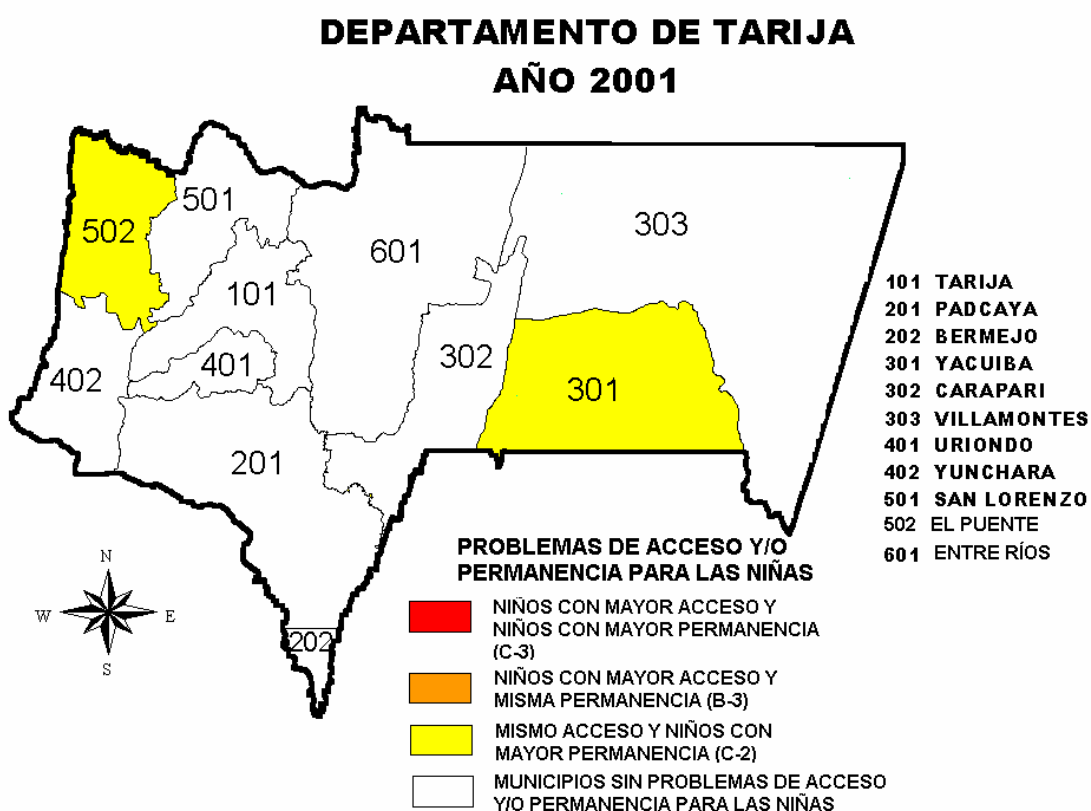 DEPARTAMENTO DE TARIJA
AÑO 2001
501
502
303
601
101
302
401
402
301
201
202
101 TARIJA
201 PADCAYA
202 BERMEJO
301 YACUIBA
302 CARAPARI
303 VILLAMONTES
401 URIONDO
402 YUNCHARA
501 SAN LORENZO
502 EL PUENTE
601 ENTRE RÍOS
N
W E
S
PROBLEMAS DE ACCESO Y/O
PERMANENCIA PARA LAS NIÑAS
NIÑOS CON MAYOR ACCESO Y
NIÑOS CON MAYOR PERMANENCIA
(C-3)
NIÑOS CON MAYOR ACCESO Y
MISMA PERMANENCIA (B-3)
MISMO ACCESO Y NIÑOS CON
MAYOR PERMANENCIA (C-2)
MUNICIPIOS SIN PROBLEMAS DE ACCESO
Y/O PERMANENCIA PARA LAS NIÑAS